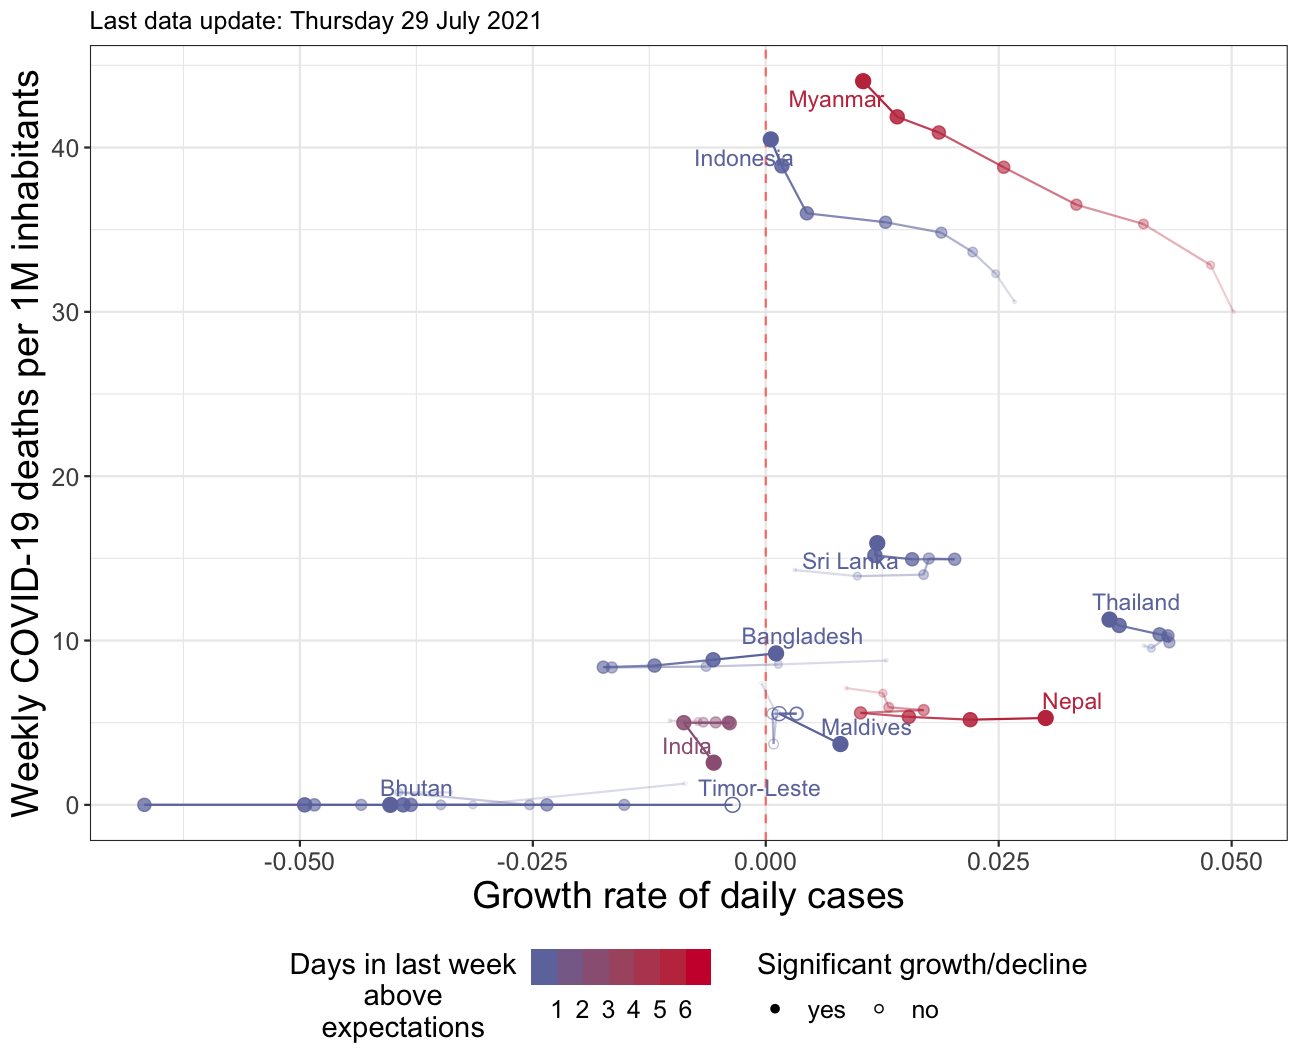 Last data update: Thursday 29 July 2021
Weekly COVID-19 deaths per 1M inhabitants
40
30
20
10
0
Myanmar
Indonesia
Sri Lanka
Thailand
Bangladesh
Nepal
Maldives
India
Bhutan
Timor-Leste
-0.050
-0.025
0.000
0.025
0.050
Growth rate of daily cases
Days in last week
above
expectations
1 2 3 4 5 6
Significant growth/decline
yes
no